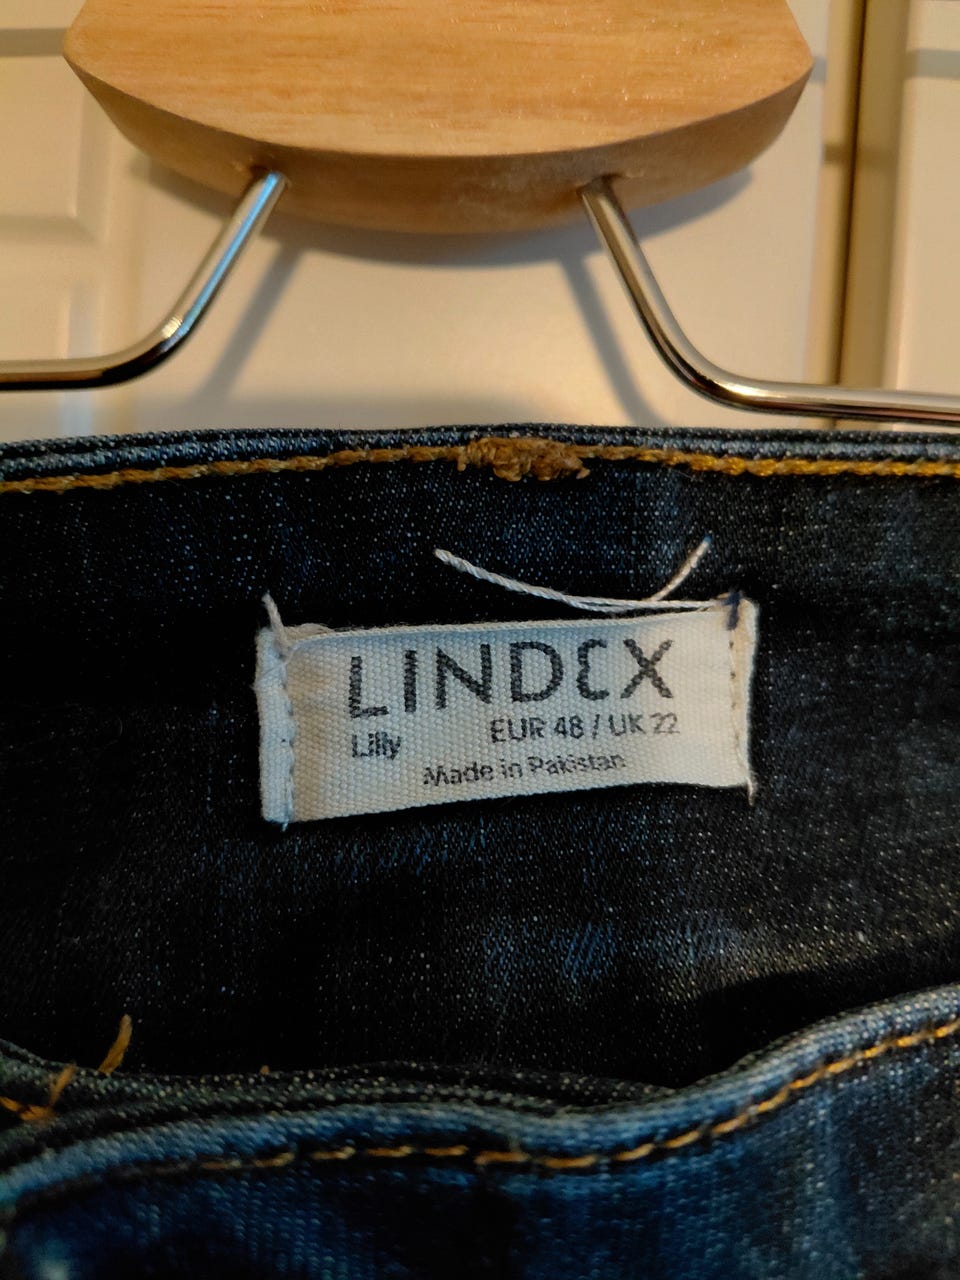 LINDEX
Lilly EUR 48 / UK 22
Made in Pakistan